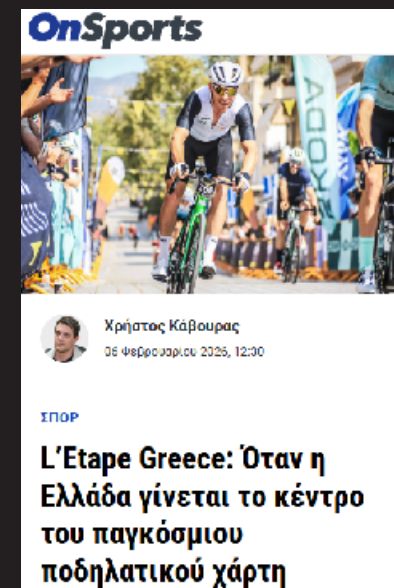 OnSports
ŠKODA
Χρήστος Κάβουρας
06 Φεβρουαρίου 2026, 12:30
ΣΠΟΡ
L’Etape Greece: Όταν η
Ελλάδα γίνεται το κέντρο
του παγκόσμιου
ποδηλατικού χάρτη